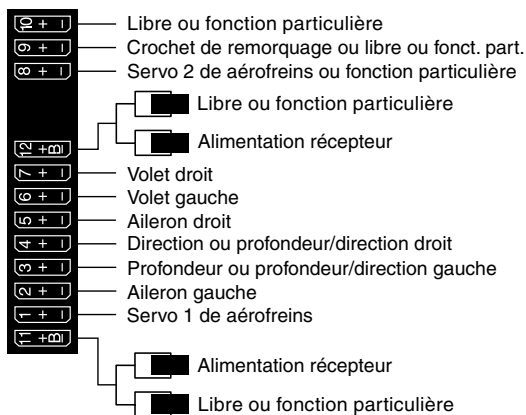 10 + – Libre ou fonction particulière
9 + – Crochet de remorquage ou libre ou fonct. part.
8 + – Servo 2 de aérofreins ou fonction particulière
Libre ou fonction particulière
12 +B– Alimentation récepteur
7 + – Volet droit
6 + – Volet gauche
5 + – Aileron droit
4 + – Direction ou profondeur/direction droit
3 + – Profondeur ou profondeur/direction gauche
2 + – Aileron gauche
1 + – Servo 1 de aérofreins
11 +B–
Alimentation récepteur
Libre ou fonction particulière